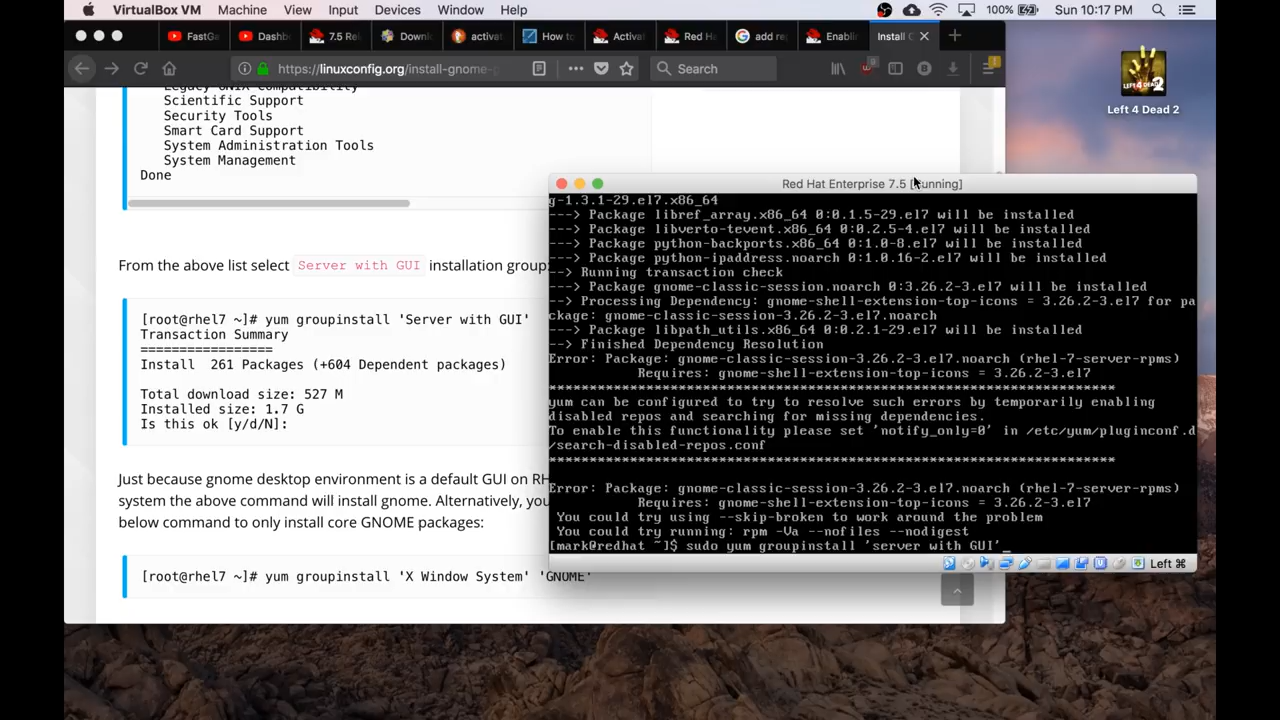 VirtualBox VM Machine View Input Devices Window Help 100% Sun 10:17 PM
FastGa Dashb 7.5 Rel Downlo activat How to Activat Red Ha add re Enablin Install G
https://linuxconfig.org/install-gnome- Search
LEFT 4 DEAD 2
Left 4 Dead 2
Legacy UNIX Compatibility
Scientific Support
Security Tools
Smart Card Support
System Administration Tools
System Management
Done
From the above list select Server with GUI installation group:
[root@rhel7 ~]# yum groupinstall 'Server with GUI'
Transaction Summary
================
Install  261 Packages (+604 Dependent packages)
Total download size: 527 M
Installed size: 1.7 G
Is this ok [y/d/N]:
Just because gnome desktop environment is a default GUI on RH
system the above command will install gnome. Alternatively, you
below command to only install core GNOME packages:
[root@rhel7 ~]# yum groupinstall 'X Window System' 'GNOME'
Red Hat Enterprise 7.5 [Running]
g-1.3.1-29.el7.x86_64
---> Package libref_array.x86_64 0:0.1.5-29.el7 will be installed
---> Package libverto-tevent.x86_64 0:0.2.5-4.el7 will be installed
---> Package python-backports.x86_64 0:1.0-8.el7 will be installed
---> Package python-ipaddress.noarch 0:1.0.16-2.el7 will be installed
--> Running transaction check
---> Package gnome-classic-session.noarch 0:3.26.2-3.el7 will be installed
--> Processing Dependency: gnome-shell-extension-top-icons = 3.26.2-3.el7 for pa
ckage: gnome-classic-session-3.26.2-3.el7.noarch
---> Package libpath_utils.x86_64 0:0.2.1-29.el7 will be installed
--> Finished Dependency Resolution
Error: Package: gnome-classic-session-3.26.2-3.el7.noarch (rhel-7-server-rpms)
Requires: gnome-shell-extension-top-icons = 3.26.2-3.el7
**********************************************************************
yum can be configured to try to resolve such errors by temporarily enabling
disabled repos and searching for missing dependencies.
To enable this functionality please set 'notify_only=0' in /etc/yum/pluginconf.d
/search-disabled-repos.conf
**********************************************************************
Error: Package: gnome-classic-session-3.26.2-3.el7.noarch (rhel-7-server-rpms)
Requires: gnome-shell-extension-top-icons = 3.26.2-3.el7
You could try using --skip-broken to work around the problem
You could try running: rpm -Va --nofiles --nodigest
[mark@redhat ~]$ sudo yum groupinstall 'server with GUI'_
Left ⌘